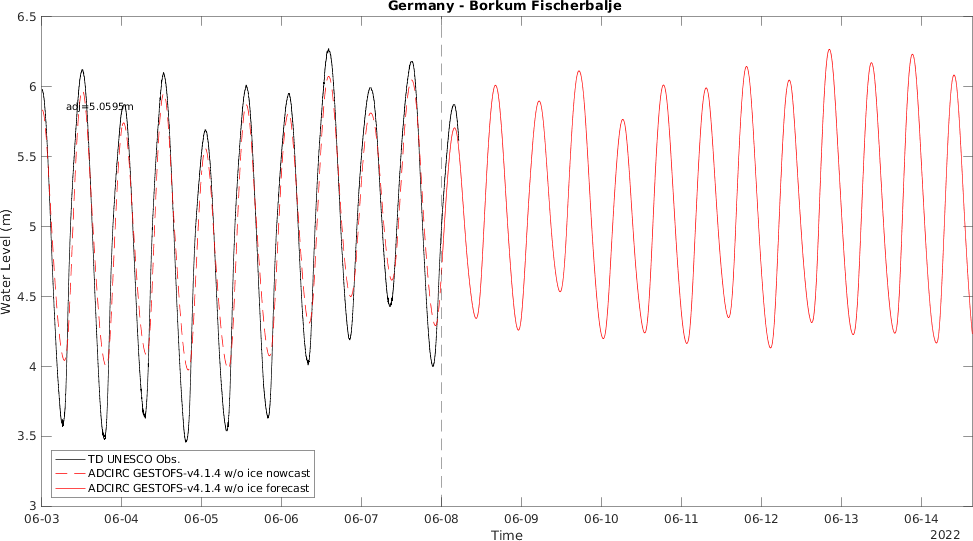 Germany - Borkum Fischerbalje
6.5
6
5.5
5
4.5
4
3.5
3
Water Level (m)
adj=5.0595m
TD UNESCO Obs.
ADCIRC GESTOFS-v4.1.4 w/o ice nowcast
ADCIRC GESTOFS-v4.1.4 w/o ice forecast
06-03 06-04 06-05 06-06 06-07 06-08 06-09 06-10 06-11 06-12 06-13 06-14
Time
2022